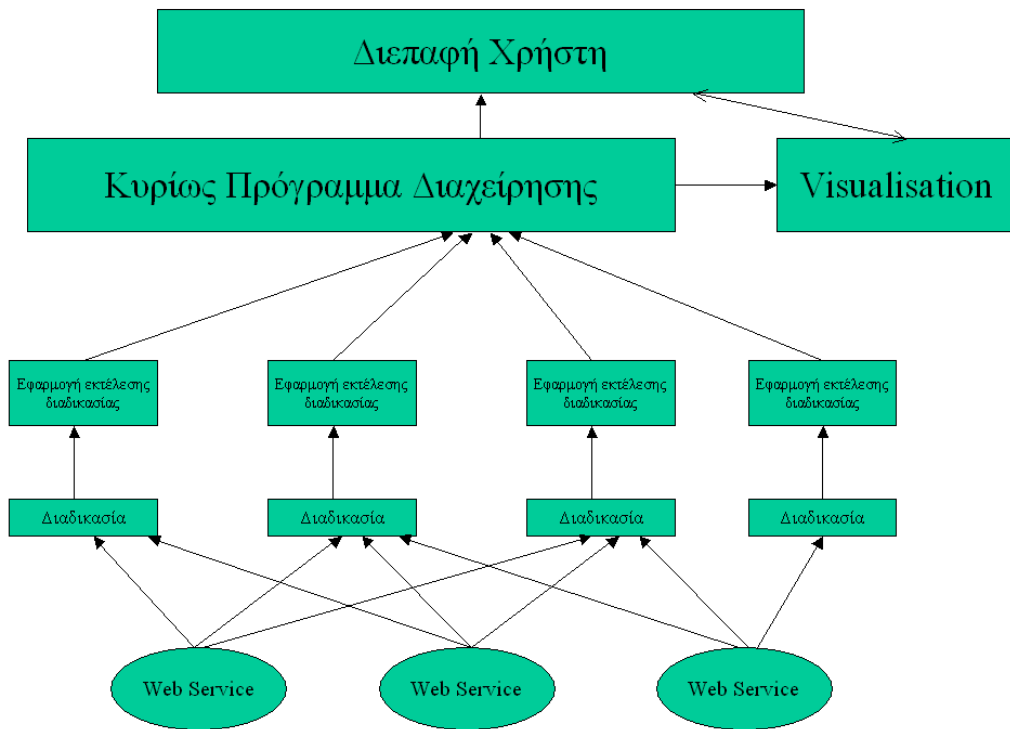 Διεπαφή Χρήστη
Κυρίως Πρόγραμμα Διαχείρησης
Visualisation
Εφαρμογή εκτέλεσης
διαδικασίας
Εφαρμογή εκτέλεσης
διαδικασίας
Εφαρμογή εκτέλεσης
διαδικασίας
Εφαρμογή εκτέλεσης
διαδικασίας
Διαδικασία
Διαδικασία
Διαδικασία
Διαδικασία
Web Service
Web Service
Web Service